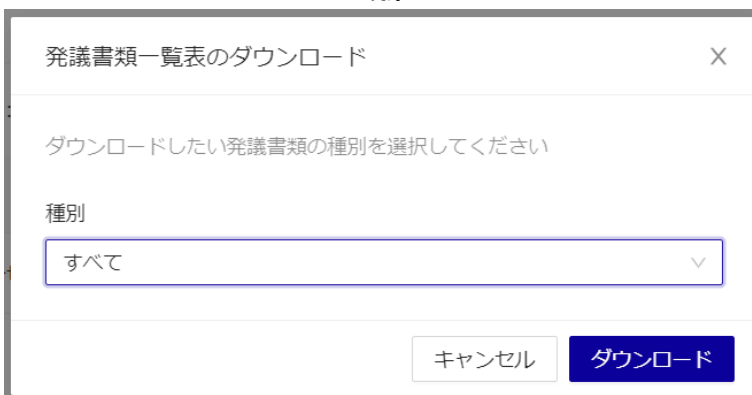 発議書類一覧表のダウンロード
ダウンロードしたい発議書類の種別を選択してください
種別
すべて
キャンセル ダウンロード